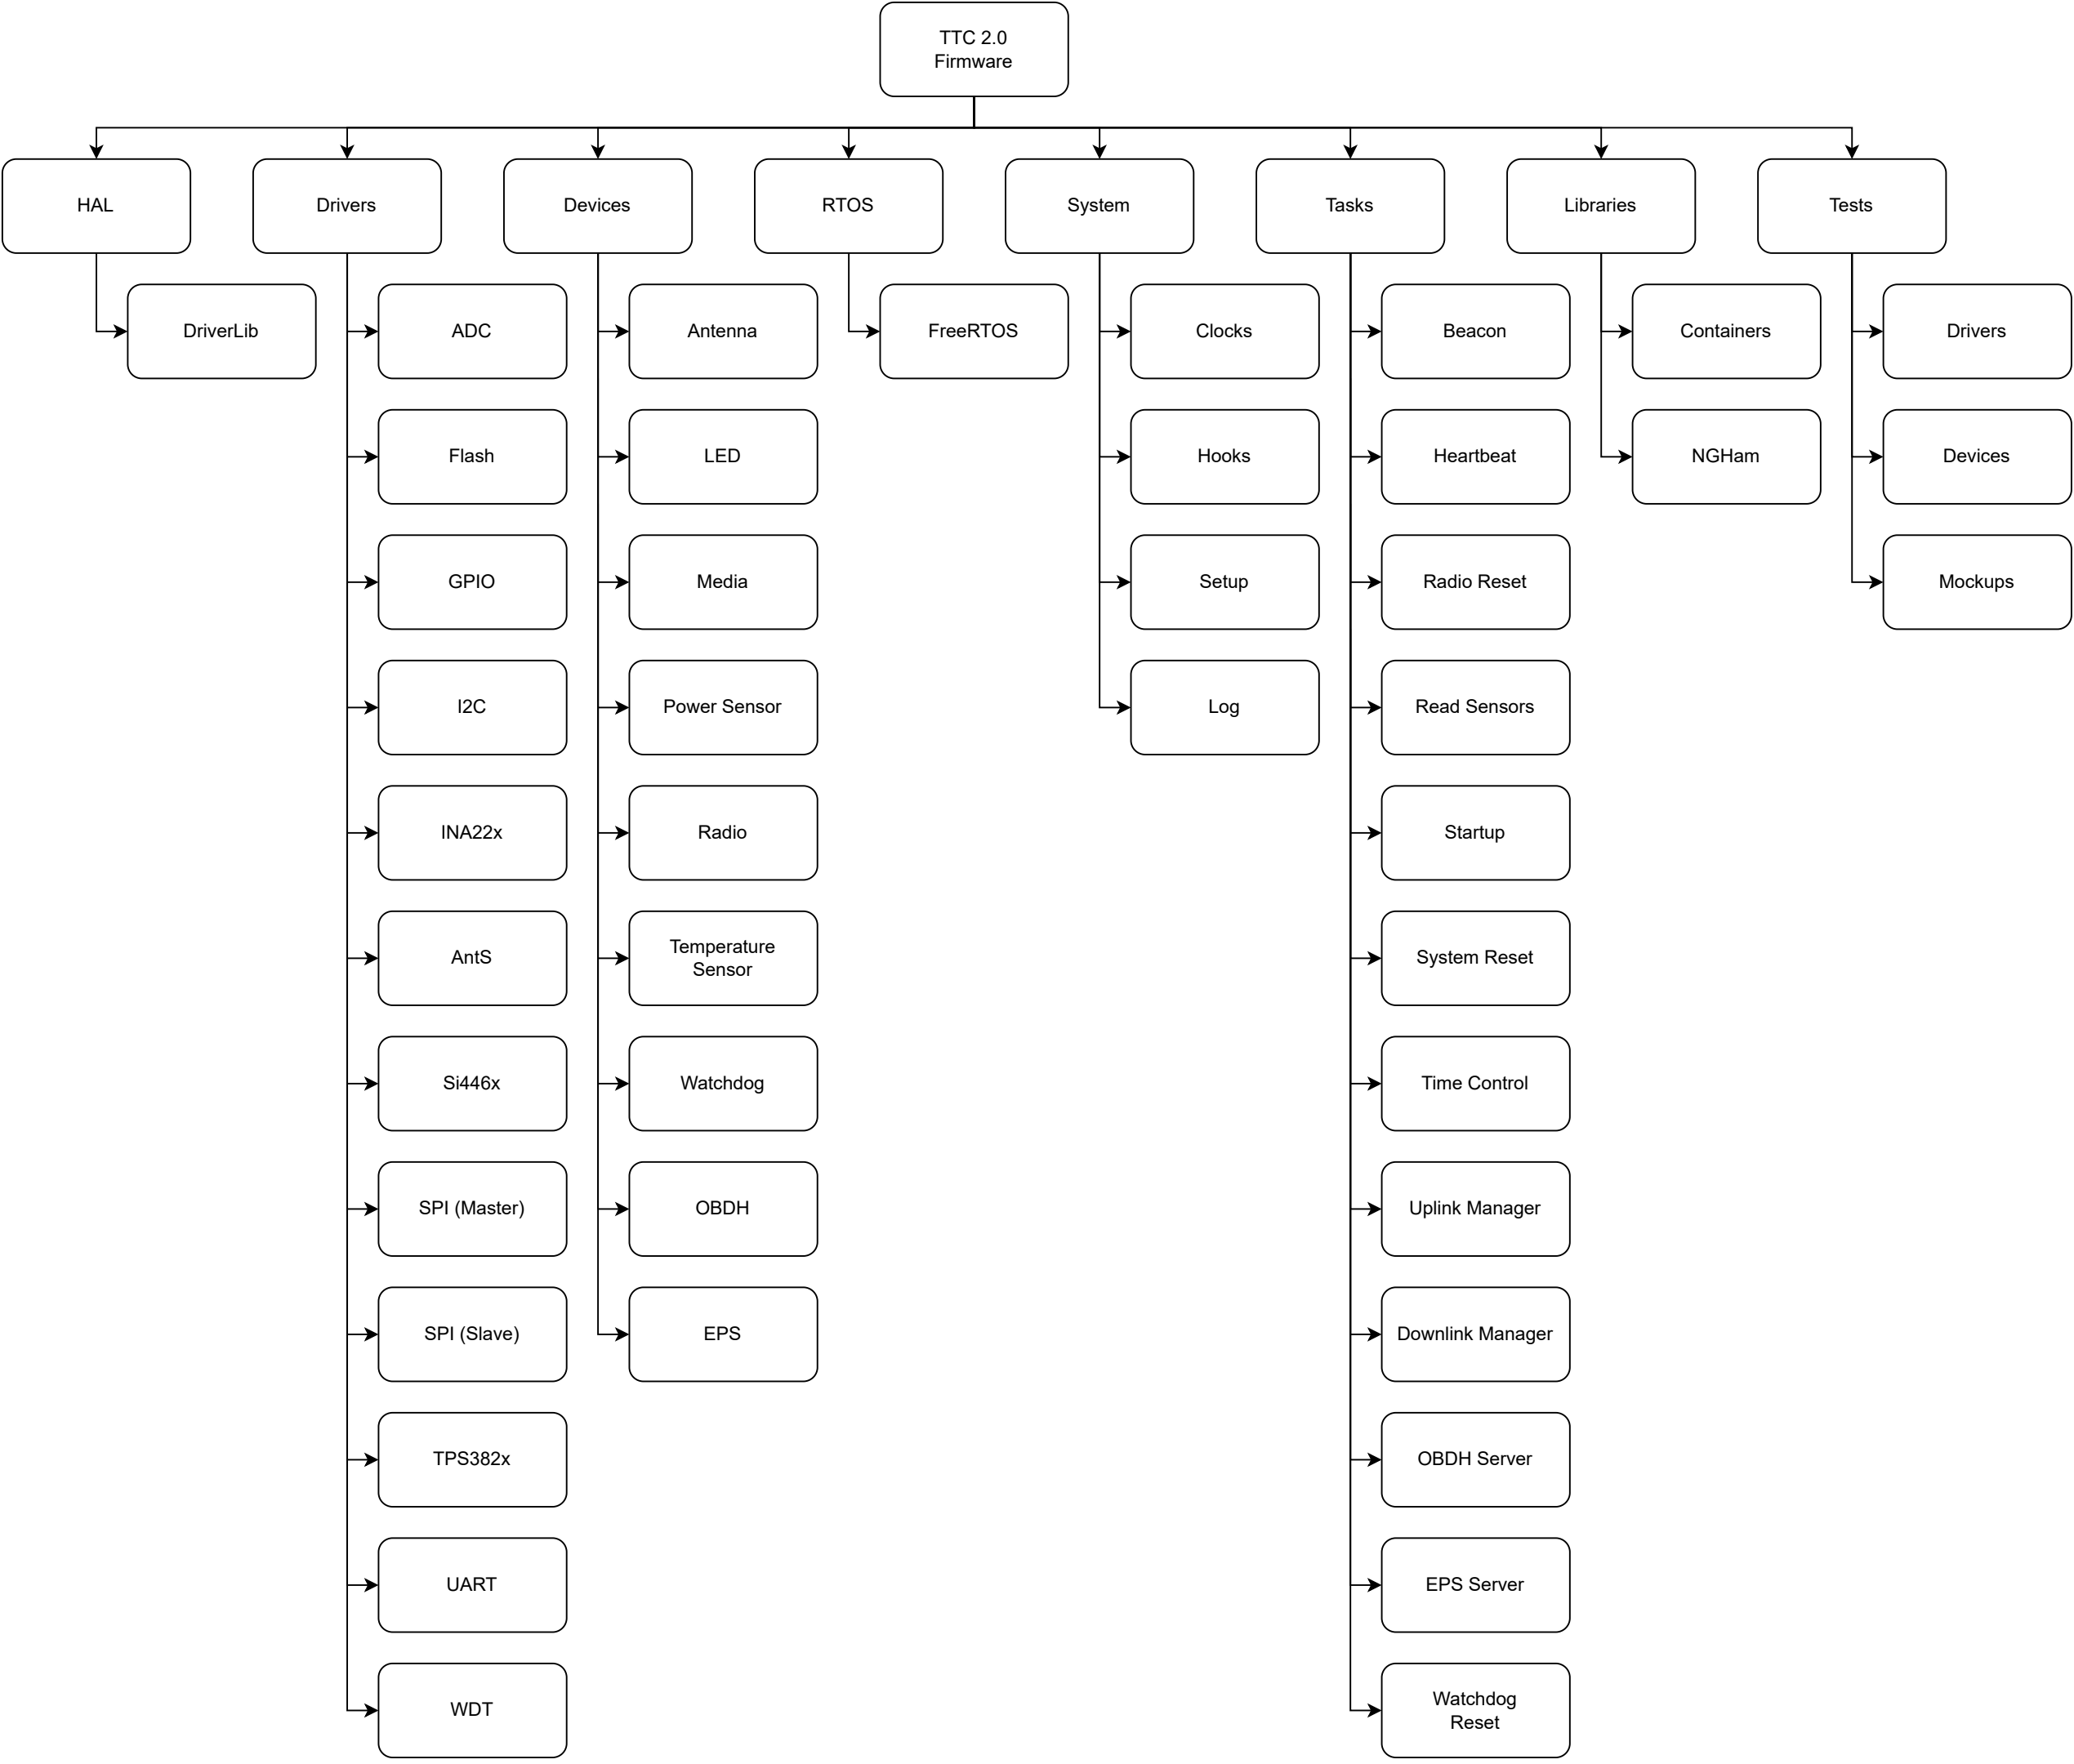 TTC 2.0
Firmware
HAL
Drivers
Devices
RTOS
System
Tasks
Libraries
Tests
DriverLib
ADC
Antenna
FreeRTOS
Clocks
Beacon
Containers
Drivers
Flash
LED
Hooks
Heartbeat
NGHam
Devices
GPIO
Media
Setup
Radio Reset
Mockups
I2C
Power Sensor
Log
Read Sensors
INA22x
Radio
Startup
AntS
Temperature
Sensor
System Reset
Si446x
Watchdog
Time Control
SPI (Master)
OBDH
Uplink Manager
SPI (Slave)
EPS
Downlink Manager
TPS382x
OBDH Server
UART
EPS Server
WDT
Watchdog
Reset